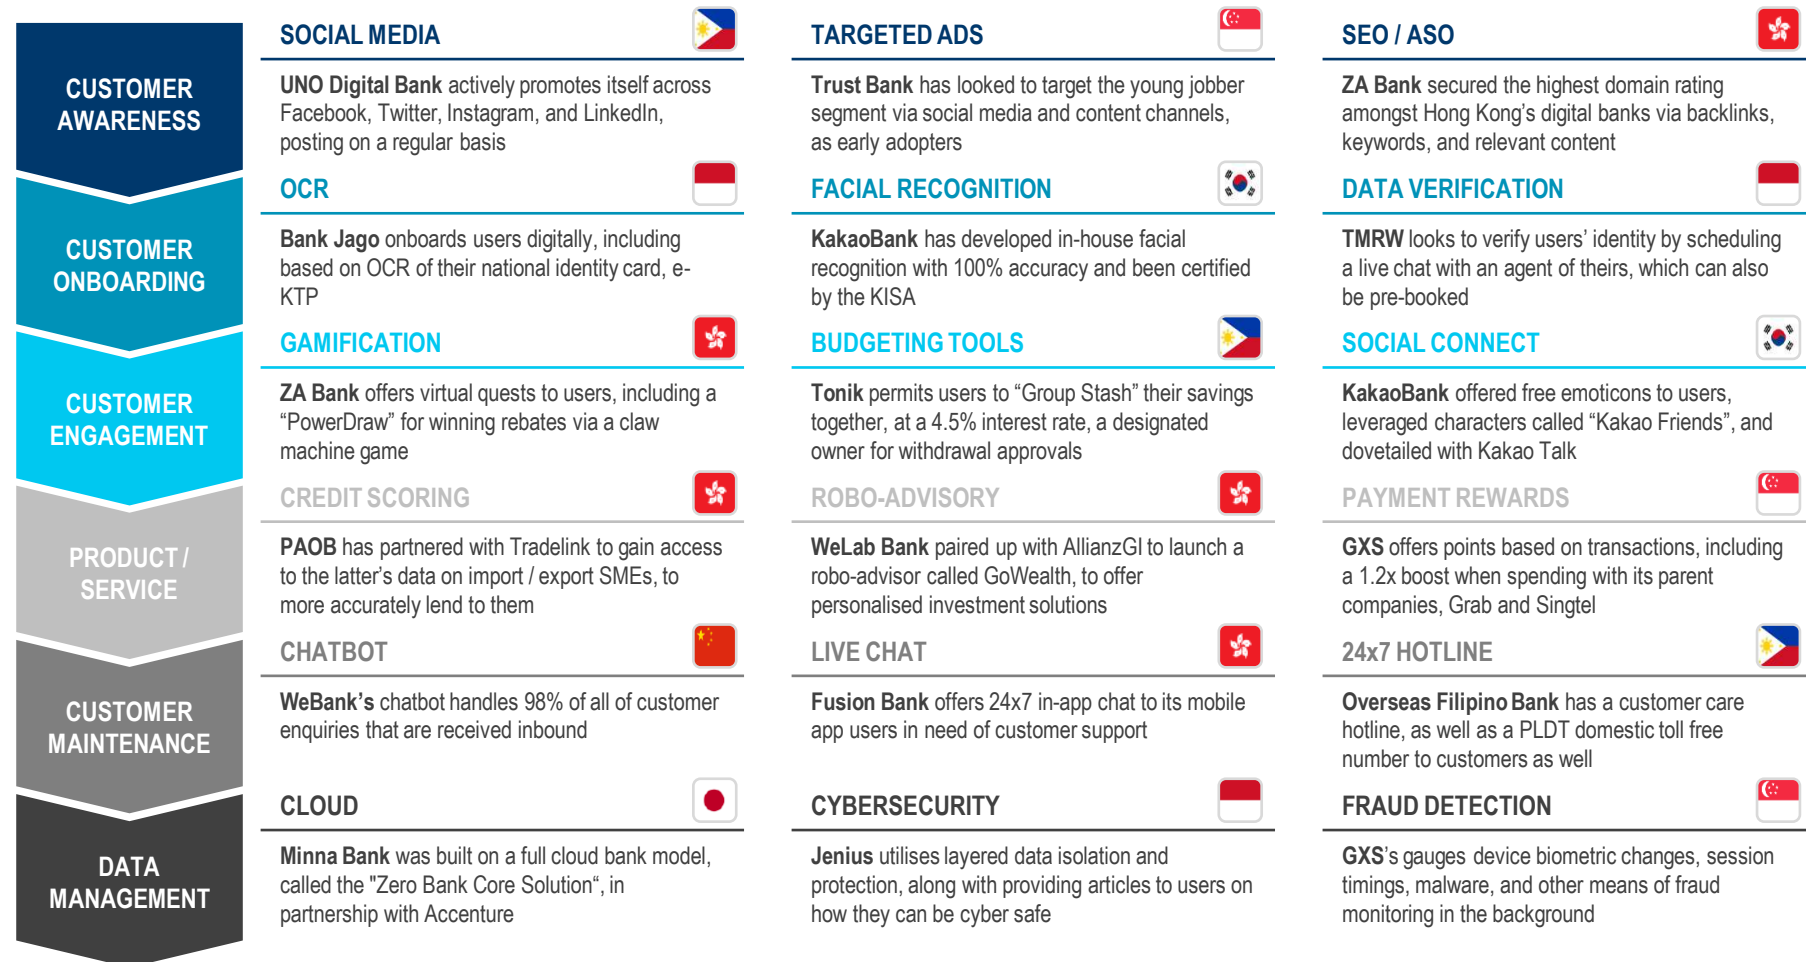 CUSTOMER
AWARENESS
SOCIAL MEDIA
UNO Digital Bank actively promotes itself across
Facebook, Twitter, Instagram, and LinkedIn,
posting on a regular basis
TARGETED ADS
Trust Bank has looked to target the young jobber
segment via social media and content channels,
as early adopters
SEO / ASO
ZA Bank secured the highest domain rating
amongst Hong Kong's digital banks via backlinks,
keywords, and relevant content
CUSTOMER
ONBOARDING
OCR
Bank Jago onboards users digitally, including
based on OCR of their national identity card, e-
KTP
FACIAL RECOGNITION
KakaoBank has developed in-house facial
recognition with 100% accuracy and been certified
by the KISA
DATA VERIFICATION
TMRW looks to verify users’ identity by scheduling
a live chat with an agent of theirs, which can also
be pre-booked
CUSTOMER
ENGAGEMENT
GAMIFICATION
ZA Bank offers virtual quests to users, including a
“PowerDraw” for winning rebates via a claw
machine game
BUDGETING TOOLS
Tonik permits users to “Group Stash” their savings
together, at a 4.5% interest rate, a designated
owner for withdrawal approvals
SOCIAL CONNECT
KakaoBank offered free emoticons to users,
leveraged characters called “Kakao Friends”, and
dovetailed with Kakao Talk
PRODUCT /
SERVICE
CREDIT SCORING
PAOB has partnered with Tradelink to gain access
to the latter’s data on import / export SMEs, to
more accurately lend to them
ROBO-ADVISORY
WeLab Bank paired up with AllianzGI to launch a
robo-advisor called GoWealth, to offer
personalised investment solutions
PAYMENT REWARDS
GXS offers points based on transactions, including
a 1.2x boost when spending with its parent
companies, Grab and Singtel
CUSTOMER
MAINTENANCE
CHATBOT
WeBank’s chatbot handles 98% of all of customer
enquiries that are received inbound
LIVE CHAT
Fusion Bank offers 24x7 in-app chat to its mobile
app users in need of customer support
24x7 HOTLINE
Overseas Filipino Bank has a customer care
hotline, as well as a PLDT domestic toll free
number to customers as well
DATA
MANAGEMENT
CLOUD
Minna Bank was built on a full cloud bank model,
called the "Zero Bank Core Solution“, in
partnership with Accenture
CYBERSECURITY
Jenius utilises layered data isolation and
protection, along with providing articles to users on
how they can be cyber safe
FRAUD DETECTION
GXS’s gauges device biometric changes, session
timings, malware, and other means of fraud
monitoring in the background